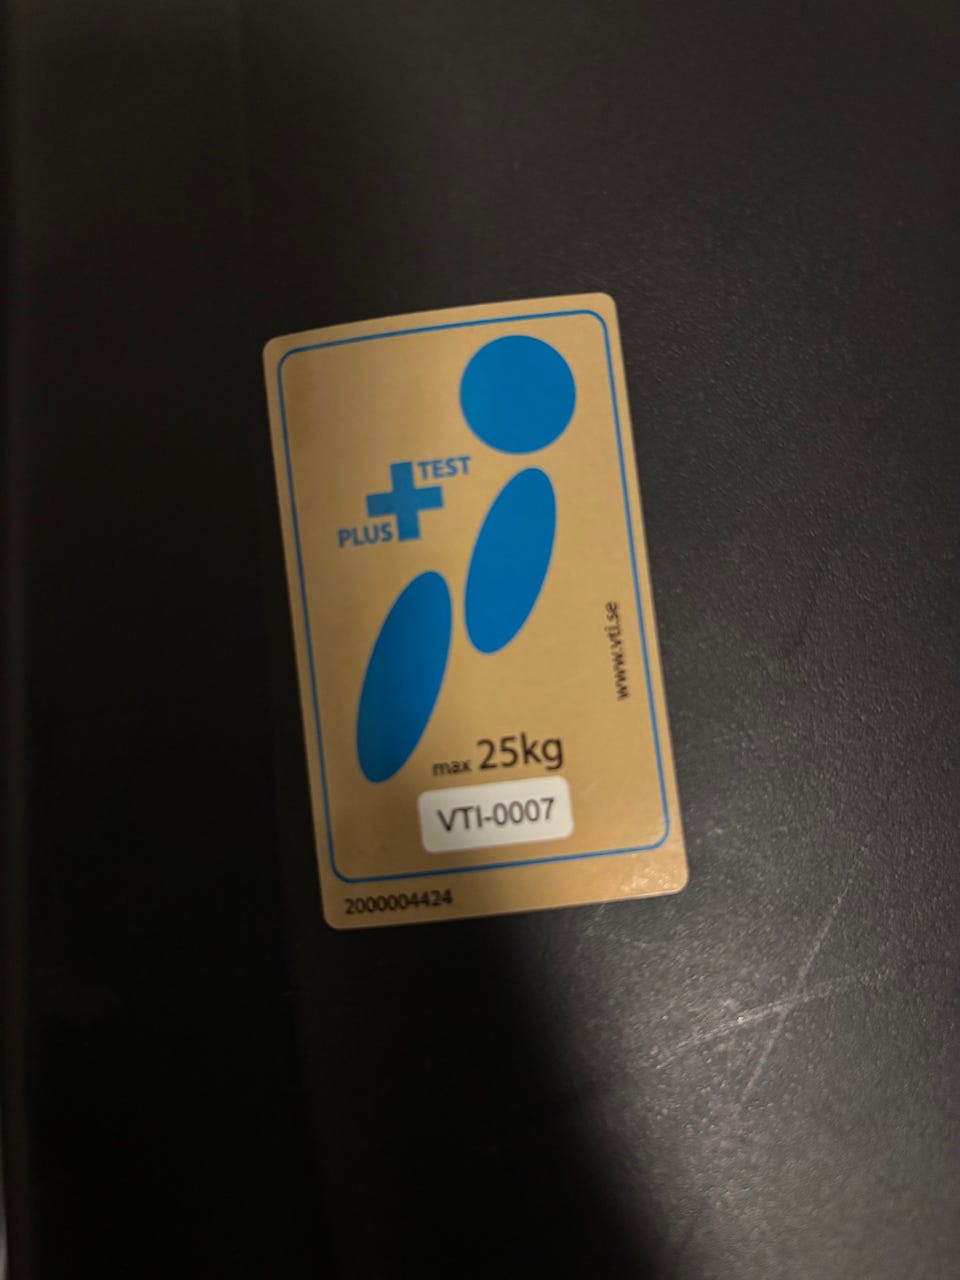 TEST
PLUS
www.vti.se
max 25kg
VTI-0007
2000004424